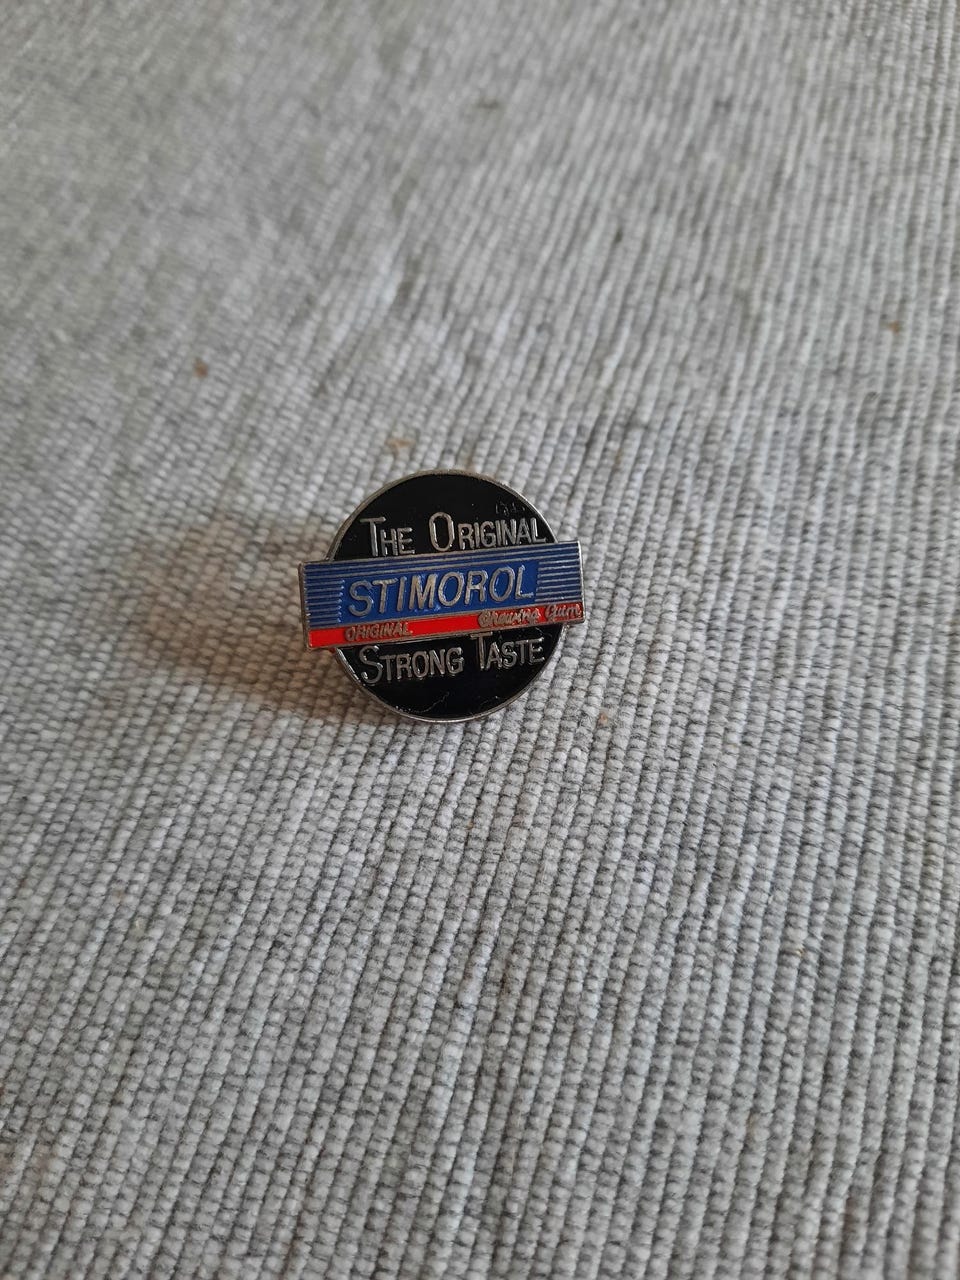 THE ORIGINAL
STIMOROL
ORIGINAL Chewing Gum
STRONG TASTE